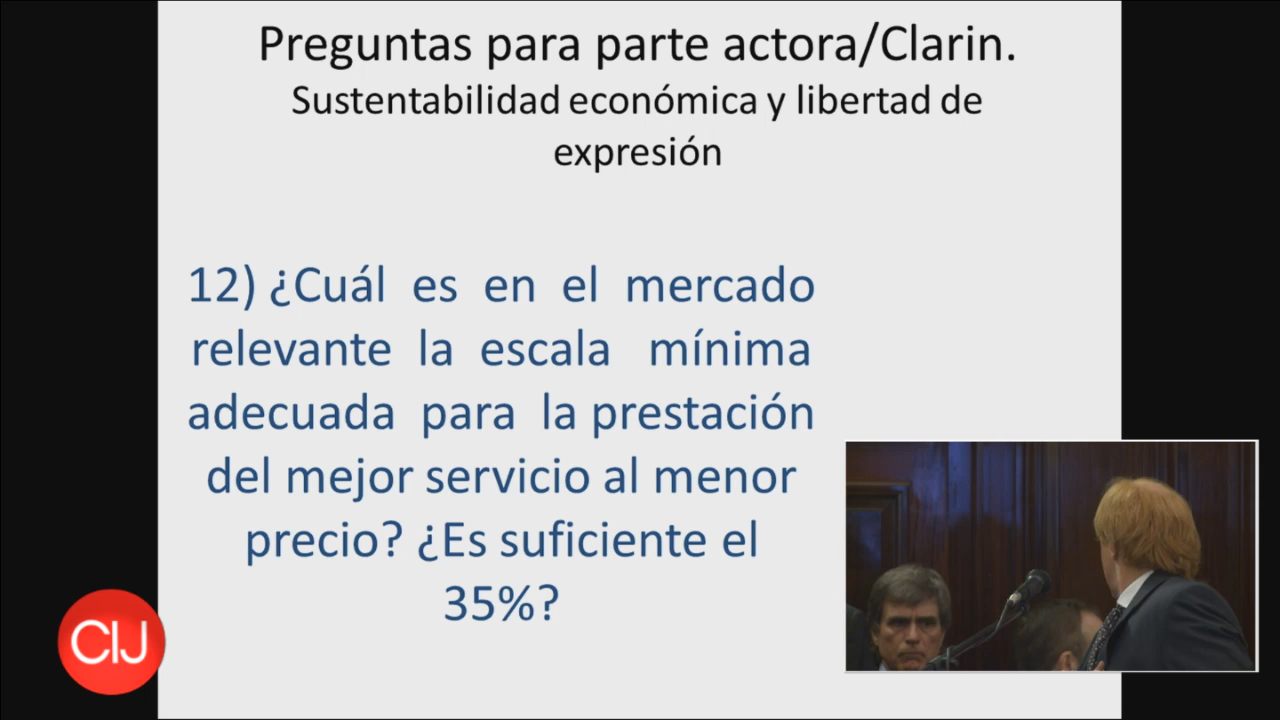 Preguntas para parte actora/Clarin.
Sustentabilidad económica y libertad de
expresión
12) ¿Cuál es en el mercado
relevante la escala mínima
adecuada para la prestación
del mejor servicio al menor
precio? ¿Es suficiente el
35%?
CIJ